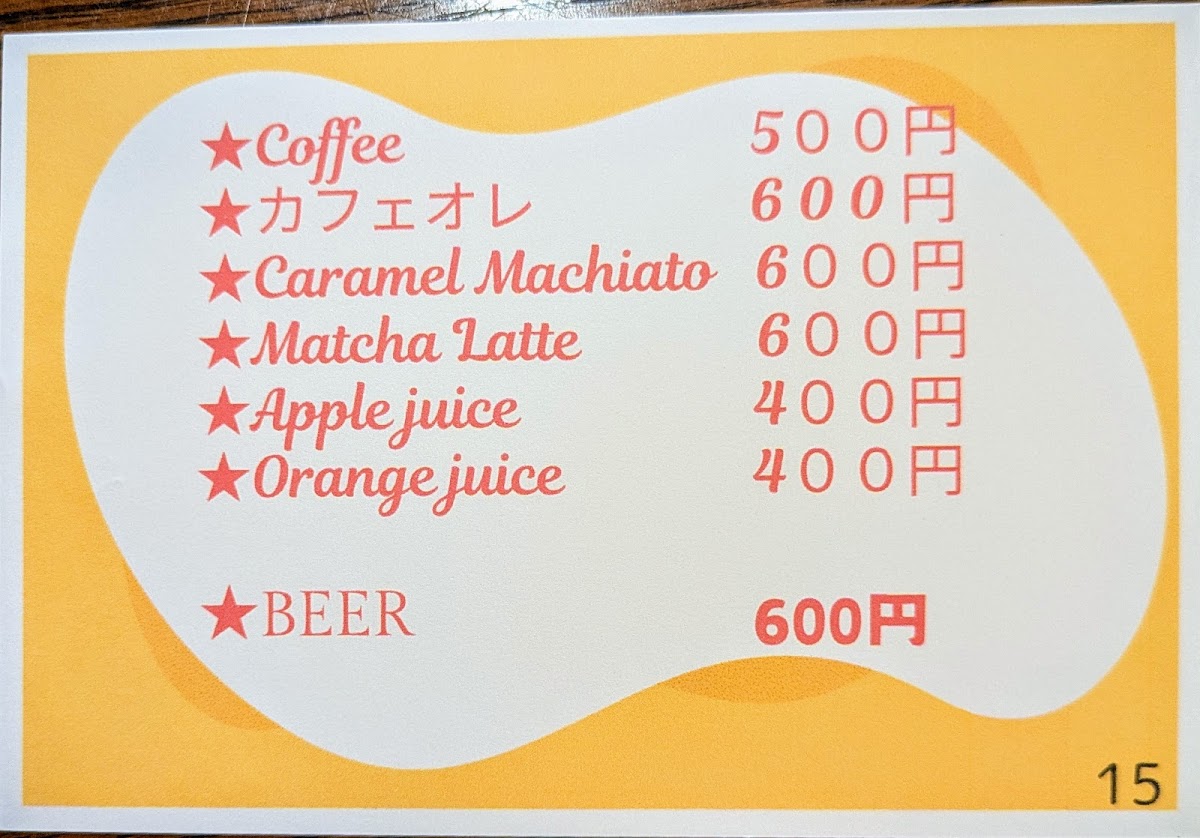 ★Coffee 5００円
★カフェオレ 600円
★Caramel Machiato 6００円
★Matcha Latte 6００円
★Apple juice 4００円
★Orange juice 4００円
★BEER 600円
15